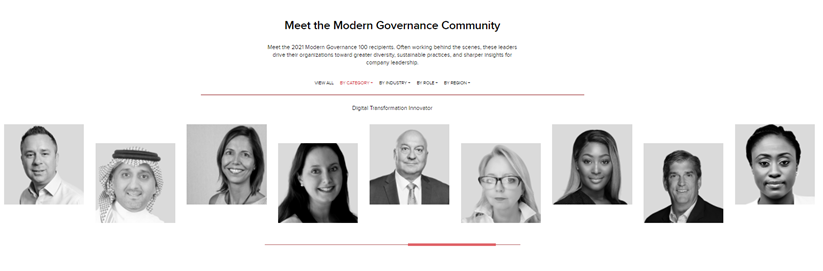 Meet the Modern Governance Community
Meet the 2021 Modern Governance 100 recipients. Often working behind the scenes, these leaders
drive their organizations toward greater diversity, sustainable practices, and sharper insights for
company leadership.
VIEW ALL BY CATEGORY BY INDUSTRY BY ROLE BY REGION
Digital Transformation Innovator